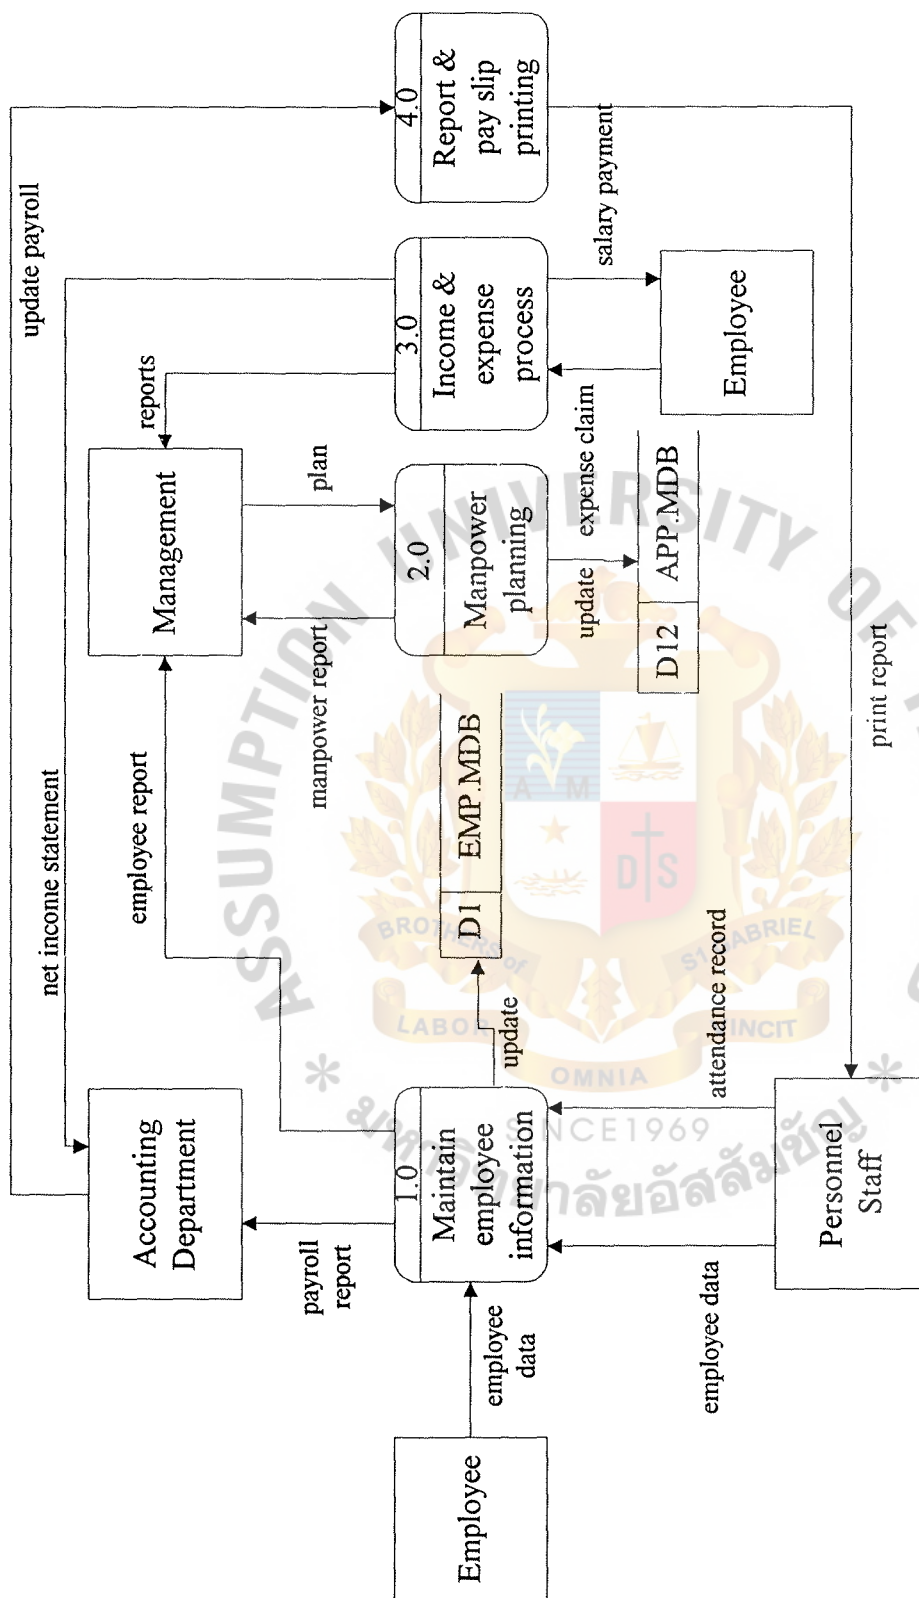 update payroll
net income statement
employee report
reports
Accounting
Department
Management
payroll
report
manpower report
plan
1.0
Maintain
employee
information
2.0
Manpower
planning
3.0
Income &
expense
process
4.0
Report &
pay slip
printing
Employee
employee
data
update
D1 EMP.MDB
update
expense claim
salary payment
D12 APP.MDB
Employee
employee data
attendance record
print report
Personnel
Staff
ASSUMPTION UNIVERSITY OF
A M
D S
BROTHERS of
ST GABRIEL
LABOR
OMNIA
INCIT
SINCE1969
* มหาวิทยาลัยอัสสัมชัญ *